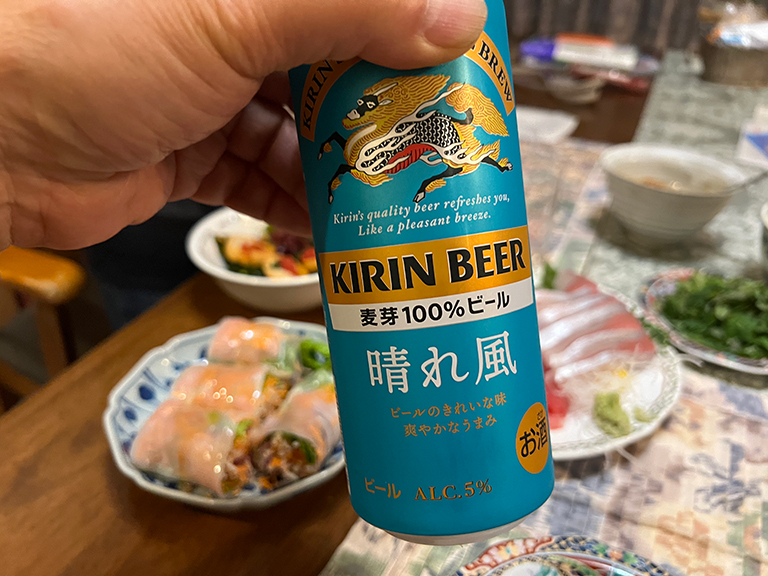 KIRIN BREW
Kirin's quality beer refreshes you,
Like a pleasant breeze.
KIRIN BEER
麦芽100%ビール
晴れ風
ビールのきれいな味
爽やかなうまみ
お酒
ビール ALC.5%